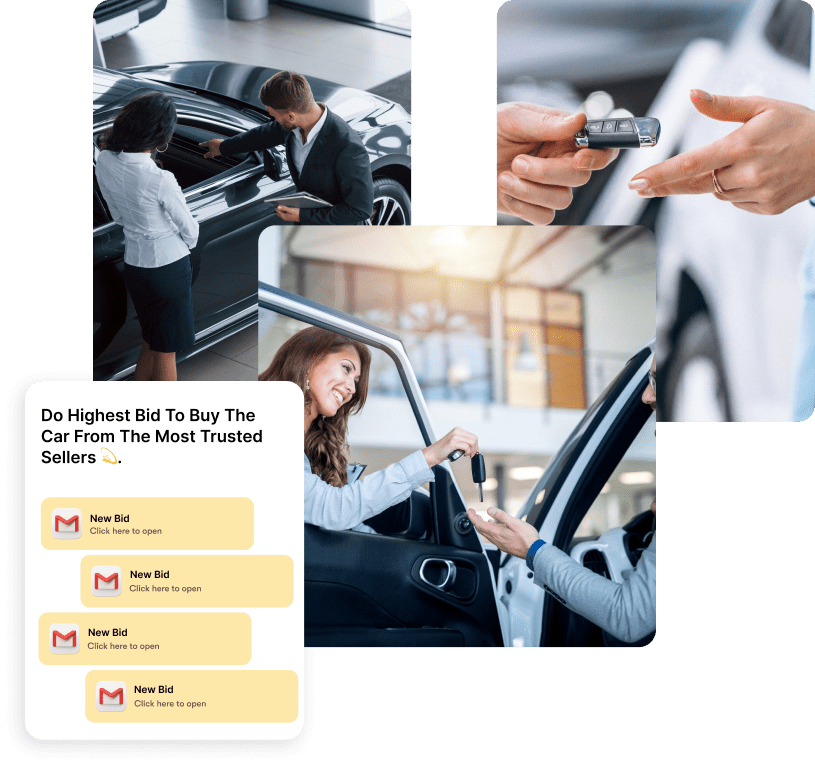 Do Highest Bid To Buy The
Car From The Most Trusted
Sellers 💫.
New Bid
Click here to open
New Bid
Click here to open
New Bid
Click here to open
New Bid
Click here to open